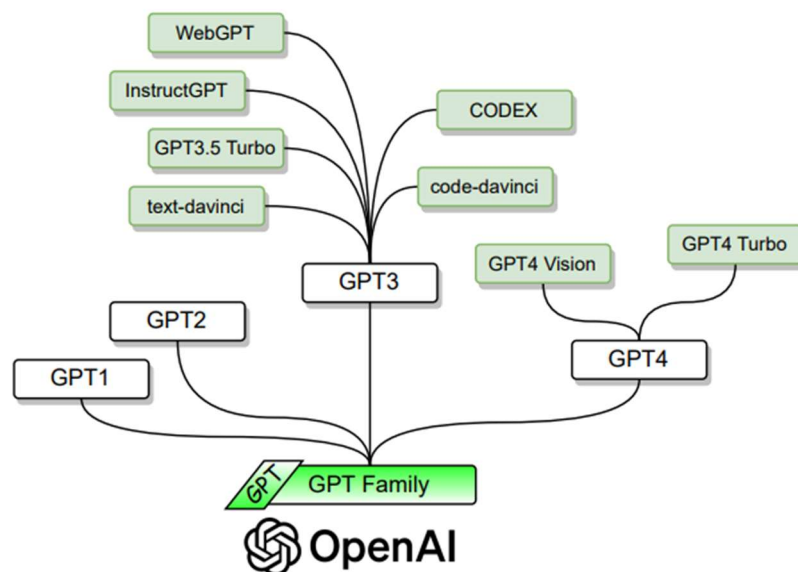 WebGPT
InstructGPT
CODEX
GPT3.5 Turbo
code-davinci
text-davinci
GPT4 Turbo
GPT4 Vision
GPT3
GPT2
GPT4
GPT1
GPT
GPT Family
OpenAI